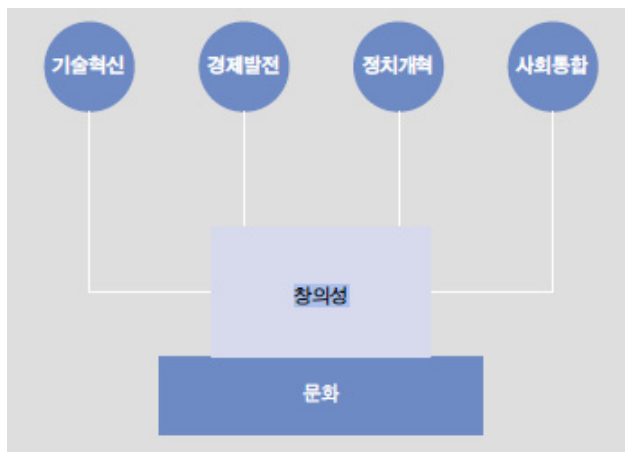 기술혁신
경제발전
정치개혁
사회통합
창의성
문화